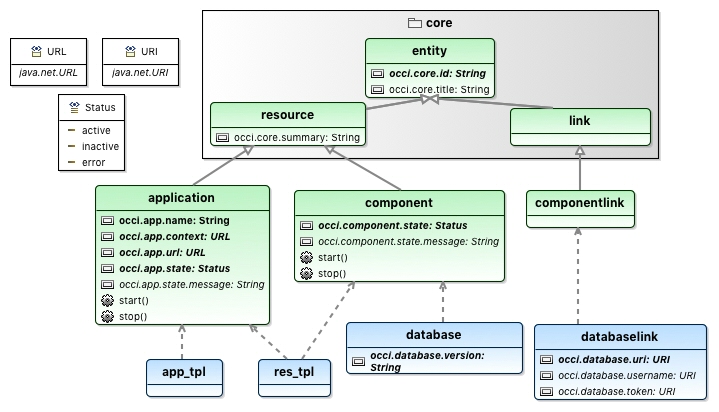 core
URL
java.net.URL
URI
java.net.URI
entity
occi.core.id: String
occi.core.title: String
Status
active
inactive
error
resource
occi.core.summary: String
link
application
occi.app.name: String
occi.app.context: URL
occi.app.url: URL
occi.app.state: Status
occi.app.state.message: String
start()
stop()
component
occi.component.state: Status
occi.component.state.message: String
start()
stop()
componentlink
app_tpl
res_tpl
database
occi.database.version:
String
databaselink
occi.database.uri: URI
occi.database.username: URI
occi.database.token: URI